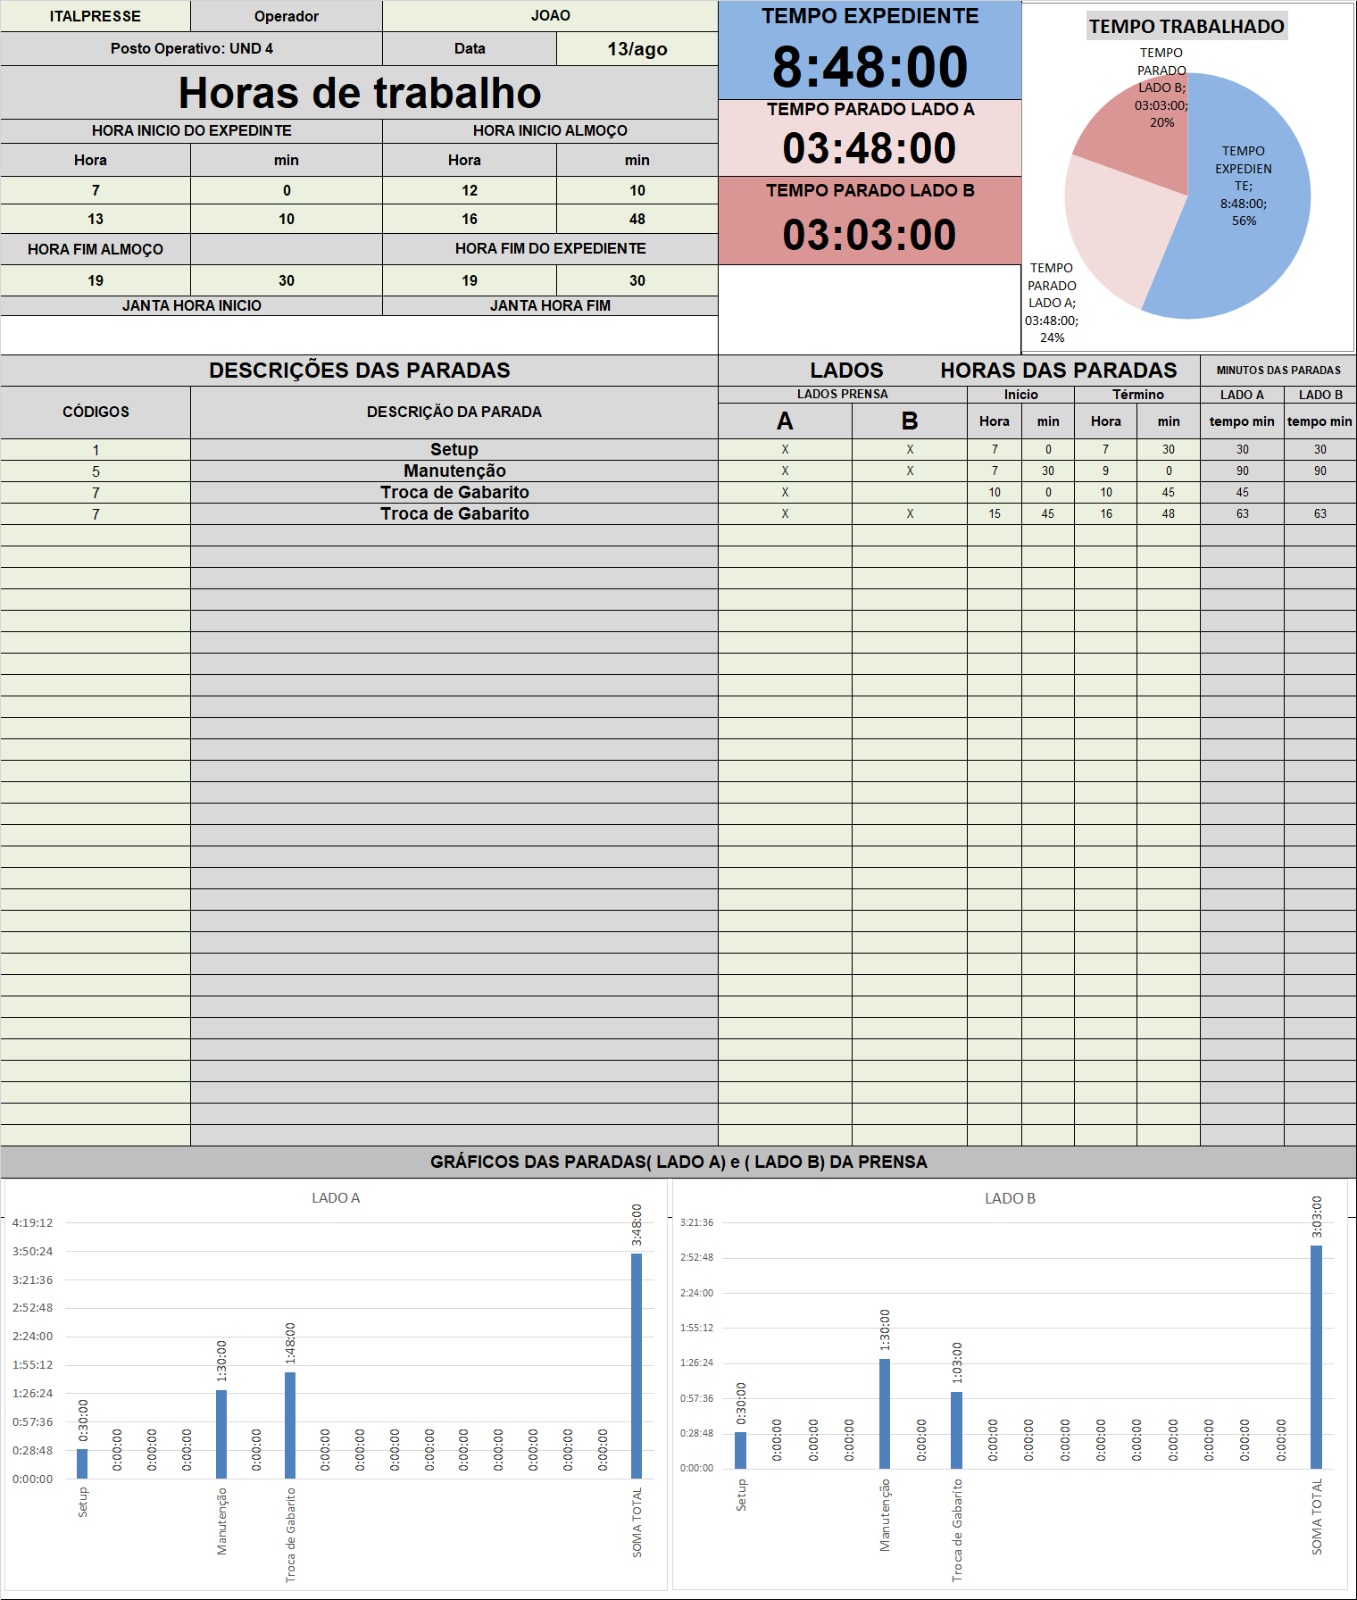 ITALPRESSE Operador JOAO
Posto Operativo: UND 4 Data 13/ago
Horas de trabalho
HORA INICIO DO EXPEDINTE HORA INICIO ALMOÇO
Hora min Hora min
7 0 12 10
13 10 16 48
HORA FIM ALMOÇO HORA FIM DO EXPEDIENTE
19 30 19 30
JANTA HORA INICIO JANTA HORA FIM
TEMPO EXPEDIENTE
8:48:00
TEMPO PARADO LADO A
03:48:00
TEMPO PARADO LADO B
03:03:00
TEMPO TRABALHADO
TEMPO
PARADO
LADO B;
03:03:00;
20%
TEMPO
EXPEDIEN
TE;
8:48:00;
56%
TEMPO
PARADO
LADO A;
03:48:00;
24%
DESCRIÇÕES DAS PARADAS LADOS HORAS DAS PARADAS MINUTOS DAS PARADAS
CÓDIGOS DESCRIÇÃO DA PARADA LADOS PRENSA Início Término LADO A LADO B
A B Hora min Hora min tempo min tempo min
1 Setup X X 7 0 7 30 30 30
5 Manutenção X X 7 30 9 0 90 90
7 Troca de Gabarito X 10 0 10 45 45
7 Troca de Gabarito X X 15 45 16 48 63 63
GRÁFICOS DAS PARADAS( LADO A) e ( LADO B) DA PRENSA
LADO A
4:19:12
3:50:24
3:21:36
2:52:48
2:24:00
1:55:12
1:26:24
0:57:36
0:28:48
0:00:00
0:30:00 0:00:00 0:00:00 0:00:00 1:30:00 0:00:00 1:48:00 0:00:00 0:00:00 0:00:00 0:00:00 0:00:00 0:00:00 0:00:00 0:00:00 0:00:00 3:48:00
Setup Manutenção Troca de Gabarito SOMA TOTAL
LADO B
3:21:36
2:52:48
2:24:00
1:55:12
1:26:24
0:57:36
0:28:48
0:00:00
0:30:00 0:00:00 0:00:00 0:00:00 1:30:00 0:00:00 1:03:00 0:00:00 0:00:00 0:00:00 0:00:00 0:00:00 0:00:00 0:00:00 0:00:00 0:00:00 3:03:00
Setup Manutenção Troca de Gabarito SOMA TOTAL